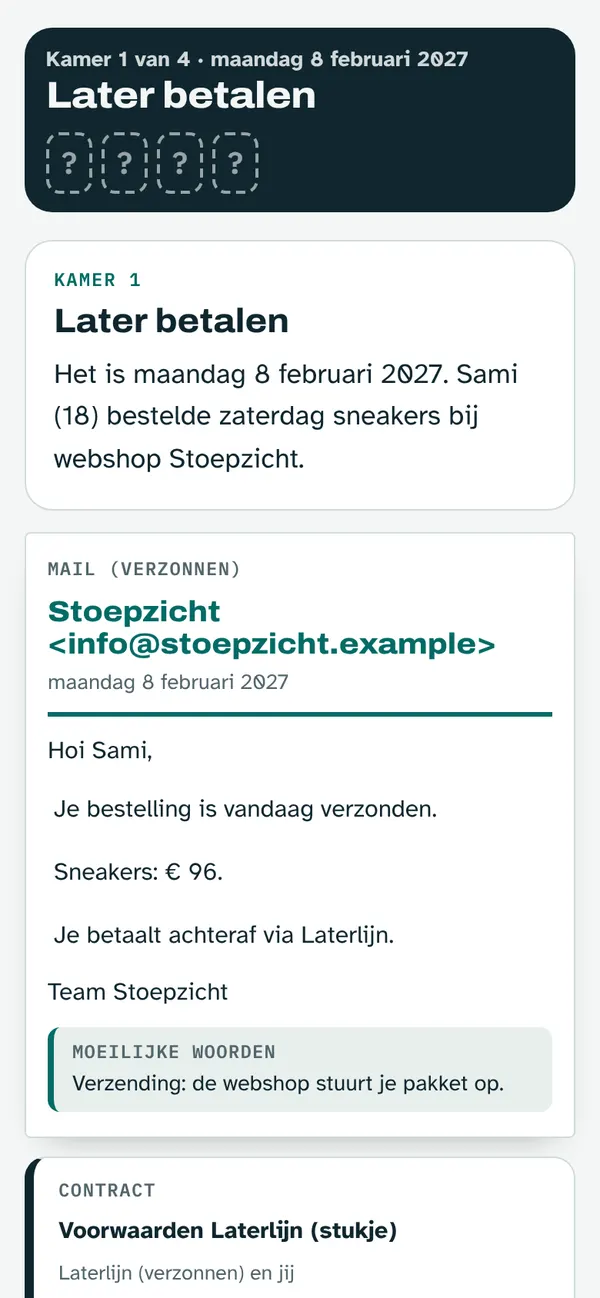 Kamer 1 van 4 · maandag 8 februari 2027
Later betalen
? ? ? ?
KAMER 1
Later betalen
Het is maandag 8 februari 2027. Sami
(18) bestelde zaterdag sneakers bij
webshop Stoepzicht.
MAIL (VERZONNEN)
Stoepzicht
<info@stoepzicht.example>
maandag 8 februari 2027
Hoi Sami,
Je bestelling is vandaag verzonden.
Sneakers: € 96.
Je betaalt achteraf via Laterlijn.
Team Stoepzicht
MOEILIJKE WOORDEN
Verzending: de webshop stuurt je pakket op.
CONTRACT
Voorwaarden Laterlijn (stukje)
Laterlijn (verzonnen) en jij